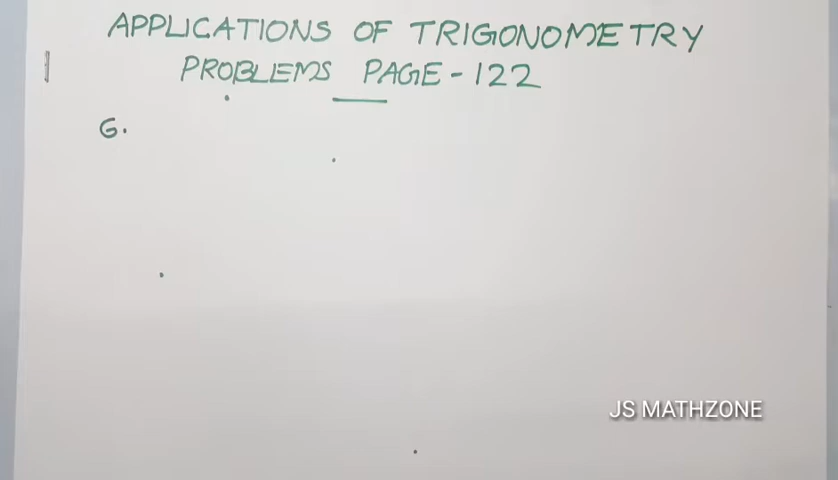 APPLICATIONS OF TRIGONOMETRY
PROBLEMS PAGE-122
6.
JS MATHZONE